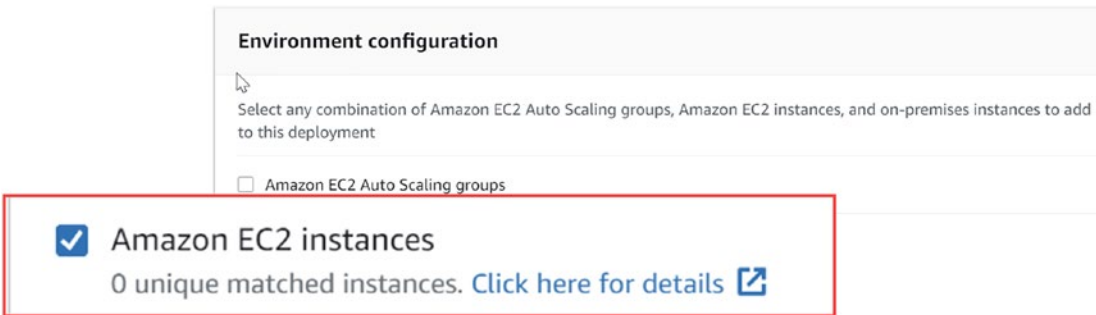 Environment configuration
Select any combination of Amazon EC2 Auto Scaling groups, Amazon EC2 instances, and on-premises instances to add
to this deployment
Amazon EC2 Auto Scaling groups
Amazon EC2 instances
0 unique matched instances. Click here for details